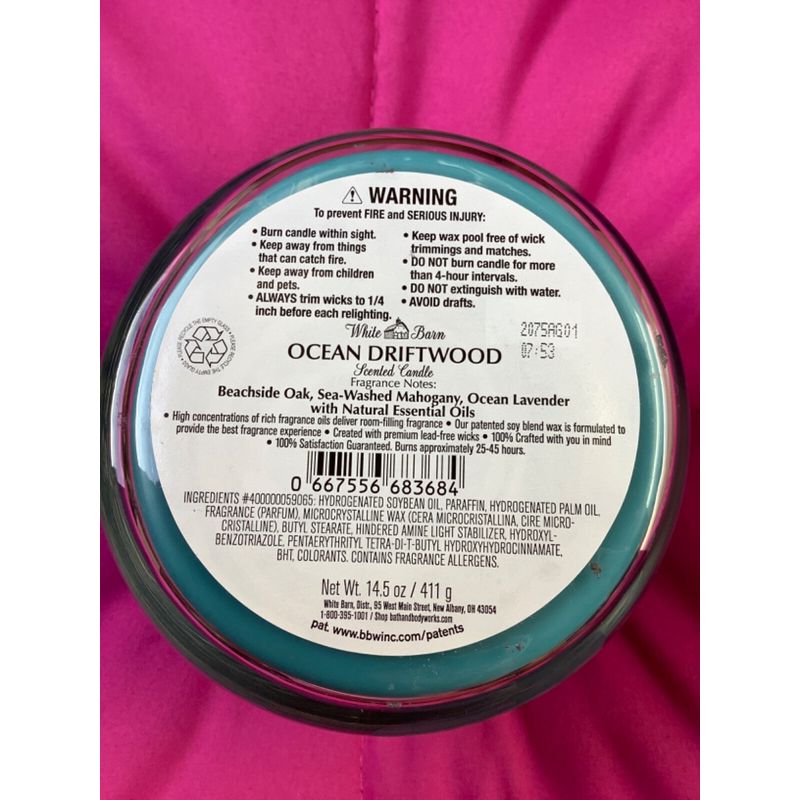 ⚠ WARNING
To prevent FIRE and SERIOUS INJURY:
• Burn candle within sight.
• Keep away from things
that can catch fire.
• Keep away from children
and pets.
• ALWAYS trim wicks to 1/4
inch before each relighting.
• Keep wax pool free of wick
trimmings and matches.
• DO NOT burn candle for more
than 4-hour intervals.
• DO NOT extinguish with water.
• AVOID drafts.
PLEASE RECYCLE THE EMPTY GLASS • PLEASE RECYCLE THE EMPTY GLASS •
White Barn
2075AG01
07:53
OCEAN DRIFTWOOD
Scented Candle
Fragrance Notes:
Beachside Oak, Sea-Washed Mahogany, Ocean Lavender
with Natural Essential Oils
• High concentrations of rich fragrance oils deliver room-filling fragrance • Our patented soy blend wax is formulated to
provide the best fragrance experience • Created with premium lead-free wicks • 100% Crafted with you in mind
• 100% Satisfaction Guaranteed. Burns approximately 25-45 hours.
0 667556 683684
INGREDIENTS #400000059065: HYDROGENATED SOYBEAN OIL, PARAFFIN, HYDROGENATED PALM OIL,
FRAGRANCE (PARFUM), MICROCRYSTALLINE WAX (CERA MICROCRISTALLINA, CIRE MICRO-
CRISTALLINE), BUTYL STEARATE, HINDERED AMINE LIGHT STABILIZER, HYDROXYL-
BENZOTRIAZOLE, PENTAERYTHRITYL TETRA-DI-T-BUTYL HYDROXYHYDROCINNAMATE,
BHT, COLORANTS. CONTAINS FRAGRANCE ALLERGENS.
Net Wt. 14.5 oz / 411 g
White Barn, Distr., 95 West Main Street, New Albany, OH 43054
1-800-395-1001 / Shop bathandbodyworks.com
pat. www.bbwinc.com/patents